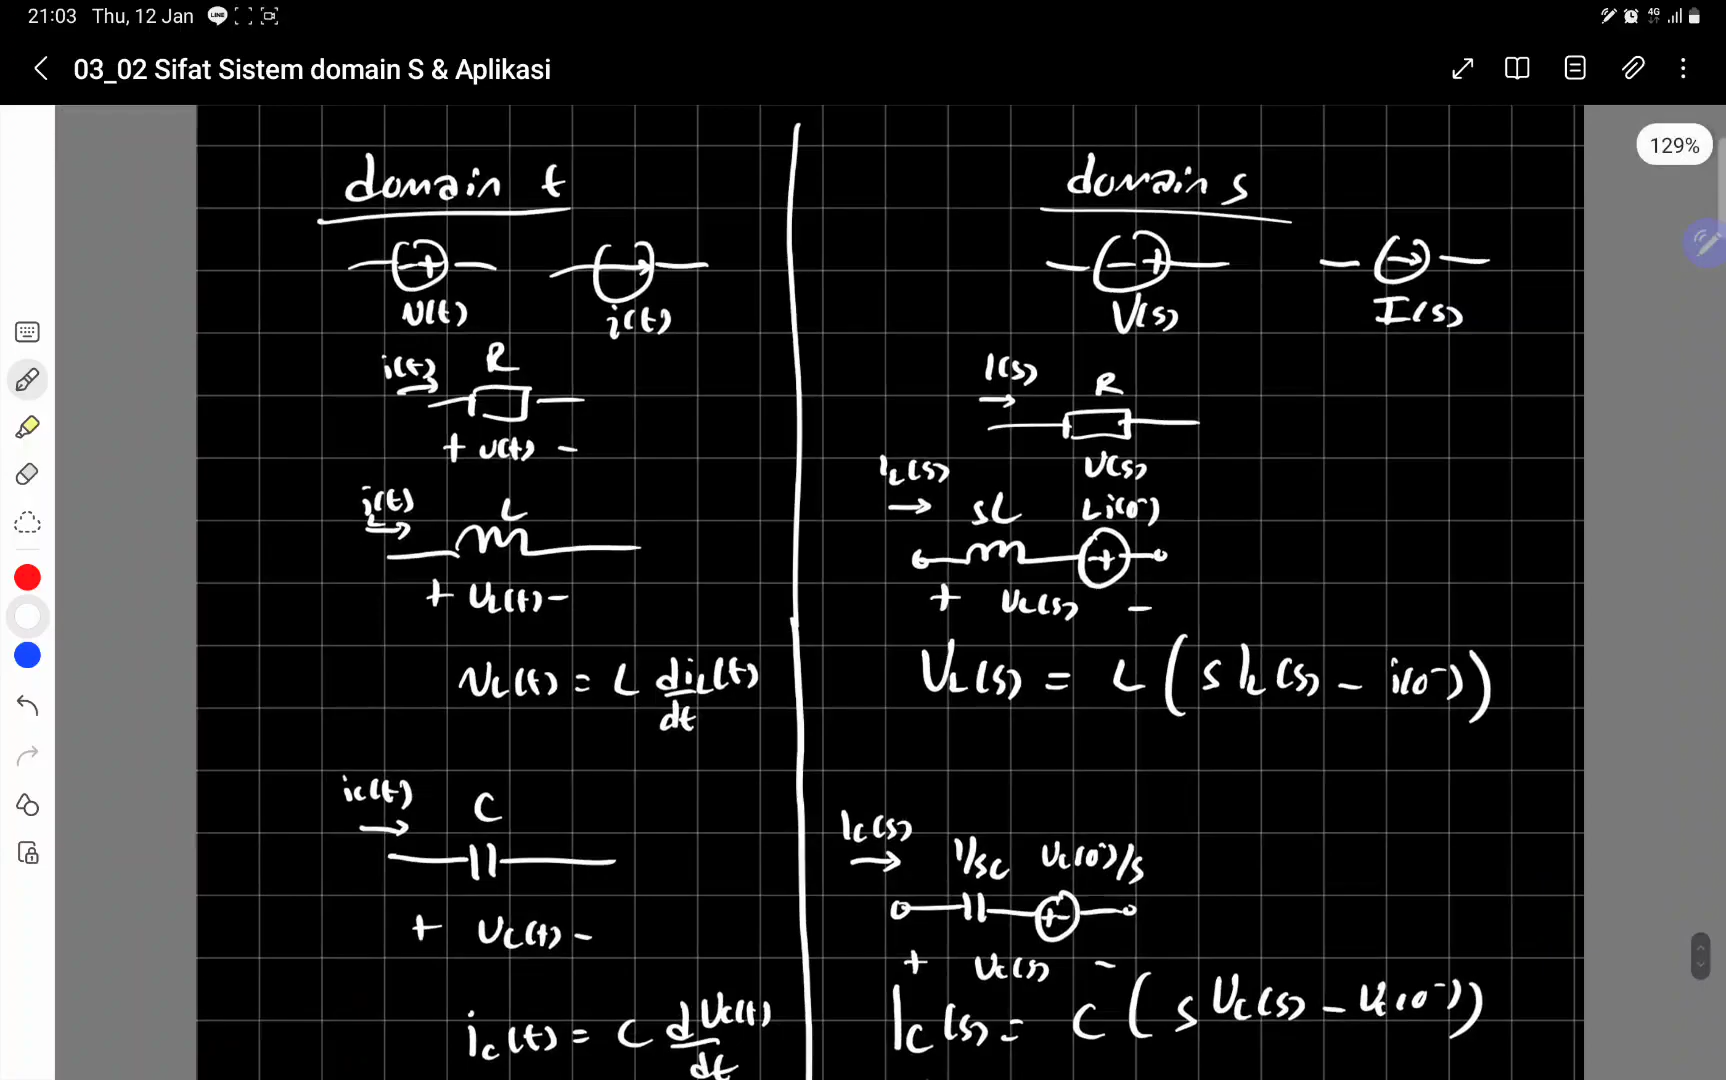 21:03 Thu, 12 Jan LINE 4G
03_02 Sifat Sistem domain S & Aplikasi
129%
domain t
v(t) i(t)
i(t) R
+ v(t) -
i(t) L
+ VL(t) -
VL(t) = L diL(t)/dt
ic(t) C
+ Vc(t) -
ic(t) = C dVc(t)/dt
domain s
V(s) I(s)
I(s) R
V(s)
IL(s) sL Li(0⁻)
+ VL(s) -
VL(s) = L (s IL(s) - i(0⁻))
Ic(s) 1/sC Vc(0⁻)/s
+ Vc(s) -
Ic(s) = C (s Vc(s) - Vc(0⁻))